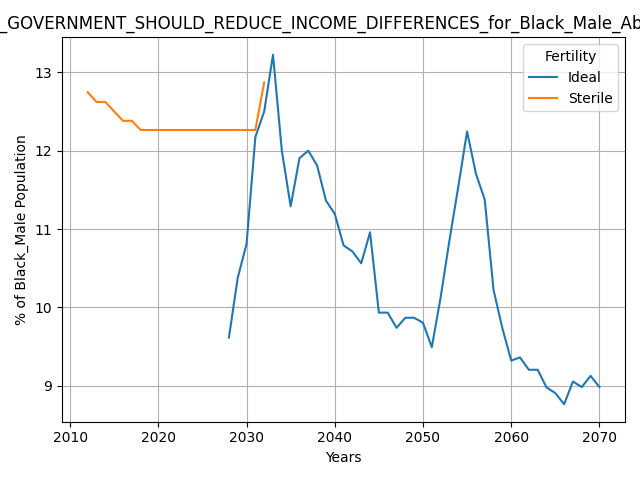 _GOVERNMENT_SHOULD_REDUCE_INCOME_DIFFERENCES_for_Black_Male_Ab
Fertility
Ideal
Sterile
% of Black_Male Population
13
12
11
10
9
2010 2020 2030 2040 2050 2060 2070
Years